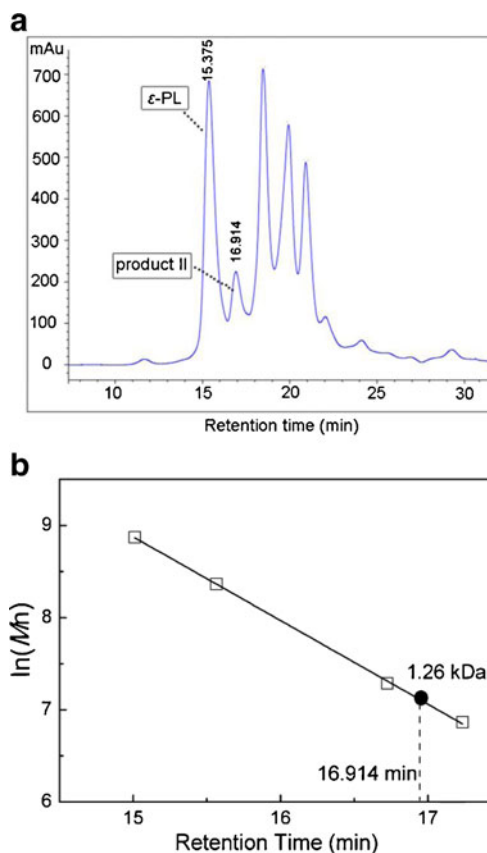 a
mAu
700
600
500
400
300
200
100
0
15.375
ε-PL
16.914
product II
10 15 20 25 30
Retention time (min)
b
ln(Mn)
9
8
7
6
1.26 kDa
16.914 min
15 16 17
Retention Time (min)